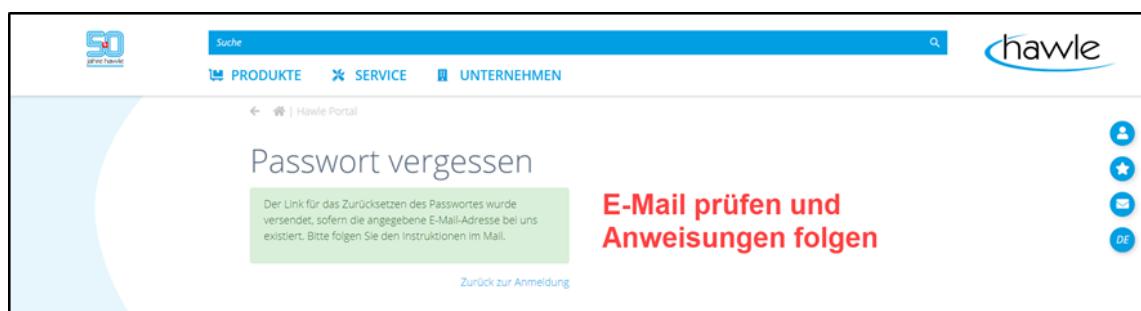 50
jahre hawle
Suche
hawle
PRODUKTE SERVICE UNTERNEHMEN
| Hawle Portal
Passwort vergessen
Der Link für das Zurücksetzen des Passwortes wurde
versendet, sofern die angegebene E-Mail-Adresse bei uns
existiert. Bitte folgen Sie den Instruktionen im Mail.
E-Mail prüfen und
Anweisungen folgen
Zurück zur Anmeldung
DE